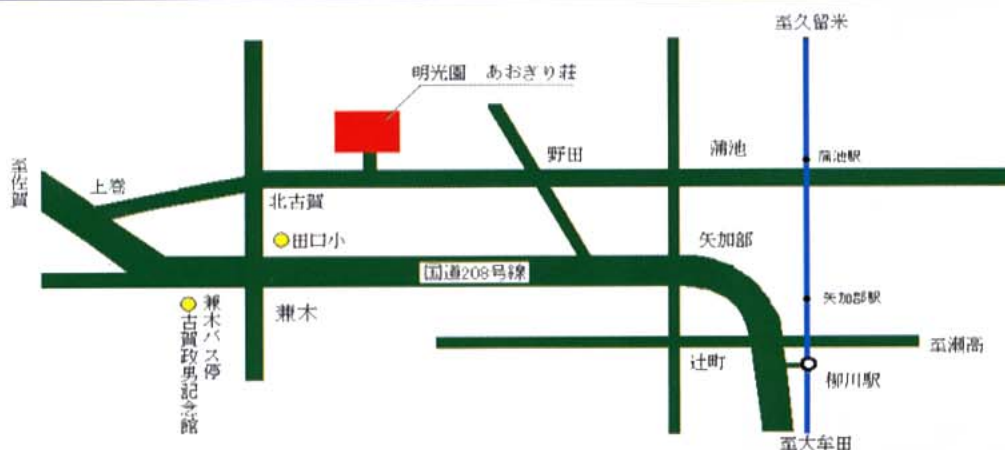 至久留米
明光園　あおぎり荘
至佐賀
上巻
野田
蒲池
蒲池駅
北古賀
田口小
矢加部
国道208号線
矢加部駅
兼木
兼木バス停
古賀政男記念館
辻町
至瀬高
柳川駅
至大牟田